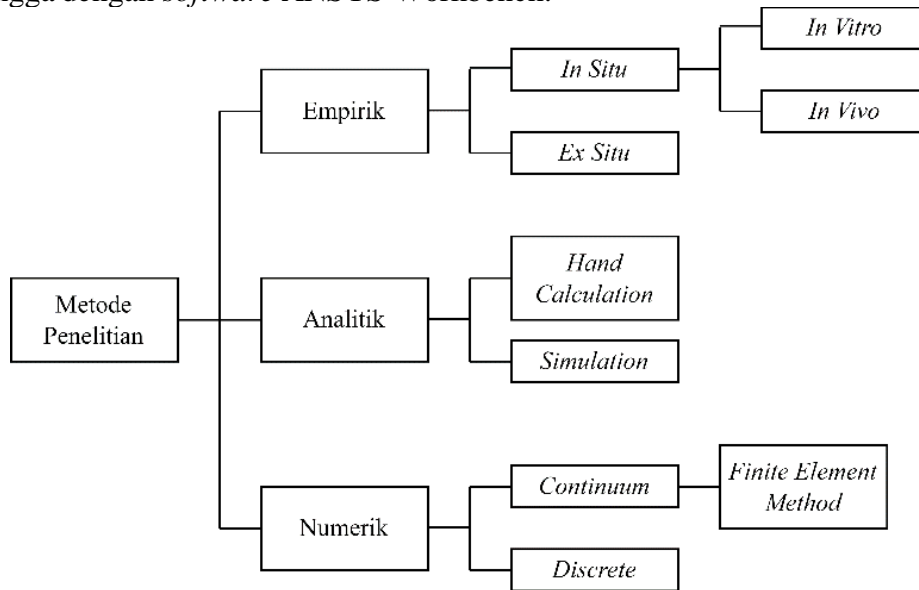 ngga dengan software ANSYS Workbench.
In Vitro
In Situ
Empirik
In Vivo
Ex Situ
Hand
Calculation
Metode
Penelitian
Analitik
Simulation
Continuum
Finite Element
Method
Numerik
Discrete